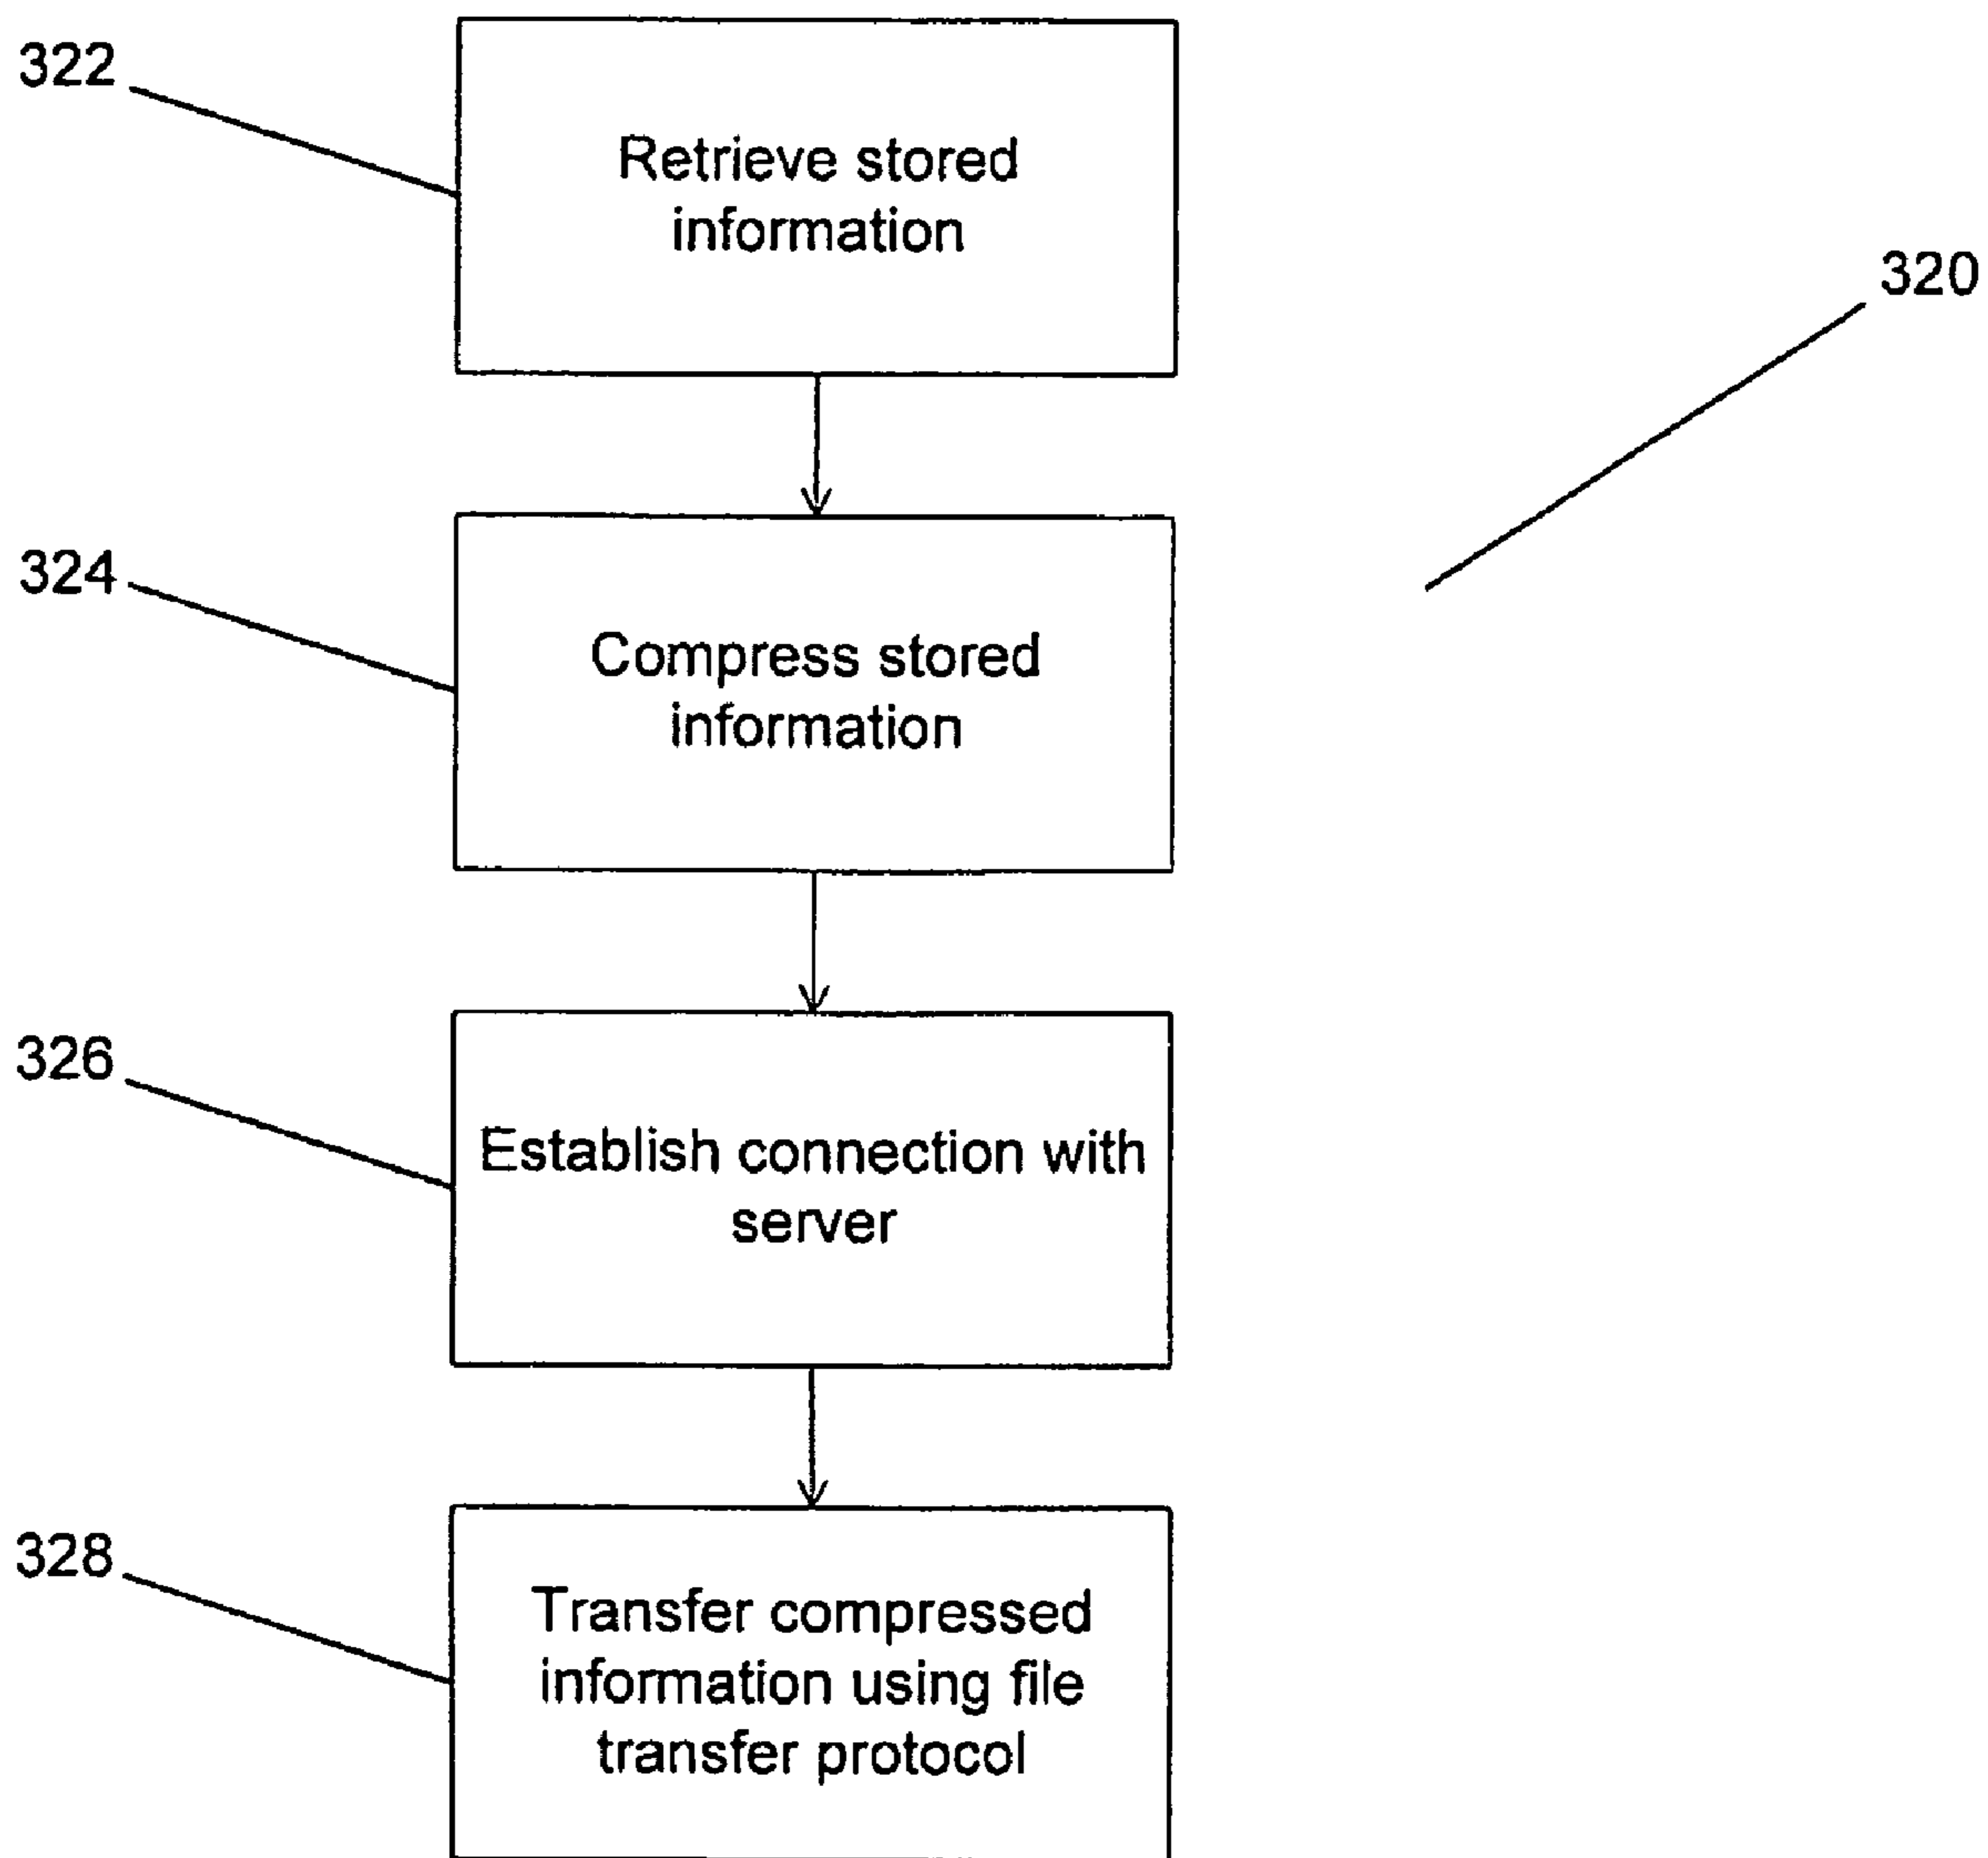 322
Retrieve stored
information
320
324
Compress stored
information
326
Establish connection with
server
328
Transfer compressed
information using file
transfer protocol